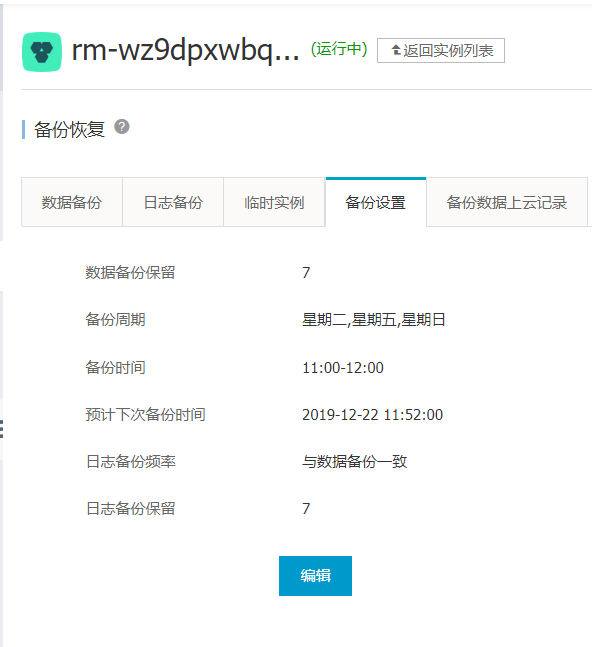 rm-wz9dpxwbq... (运行中) 返回实例列表
备份恢复 ?
数据备份 日志备份 临时实例 备份设置 备份数据上云记录
数据备份保留 7
备份周期 星期二,星期五,星期日
备份时间 11:00-12:00
预计下次备份时间 2019-12-22 11:52:00
日志备份频率 与数据备份一致
日志备份保留 7
编辑